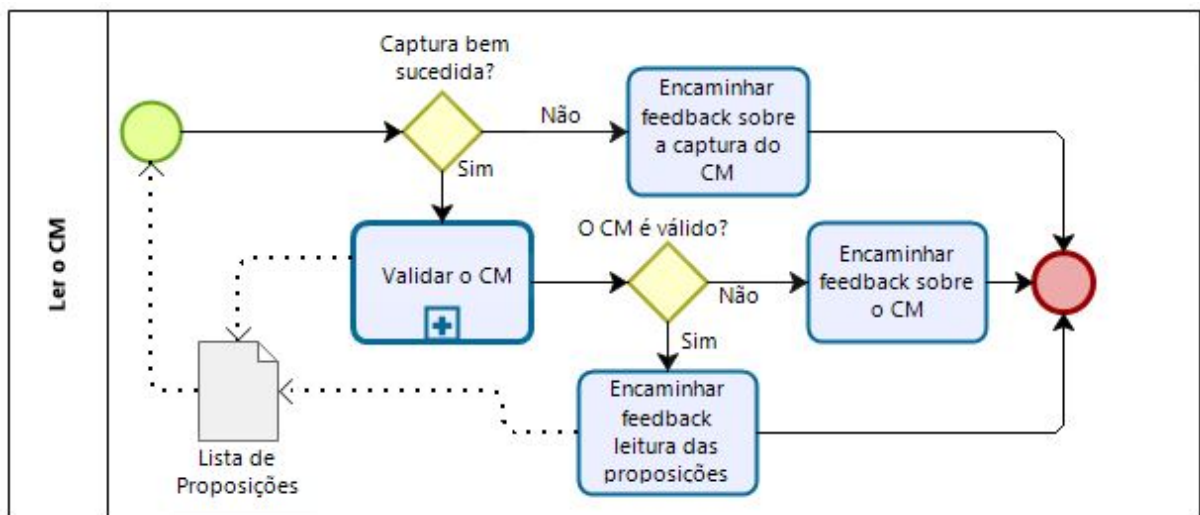 Ler o CM
Captura bem
sucedida?
Não
Encaminhar
feedback sobre
a captura do
CM
Sim
Validar o CM
O CM é válido?
Não
Encaminhar
feedback sobre
o CM
Sim
Encaminhar
feedback
leitura das
proposições
Lista de
Proposições